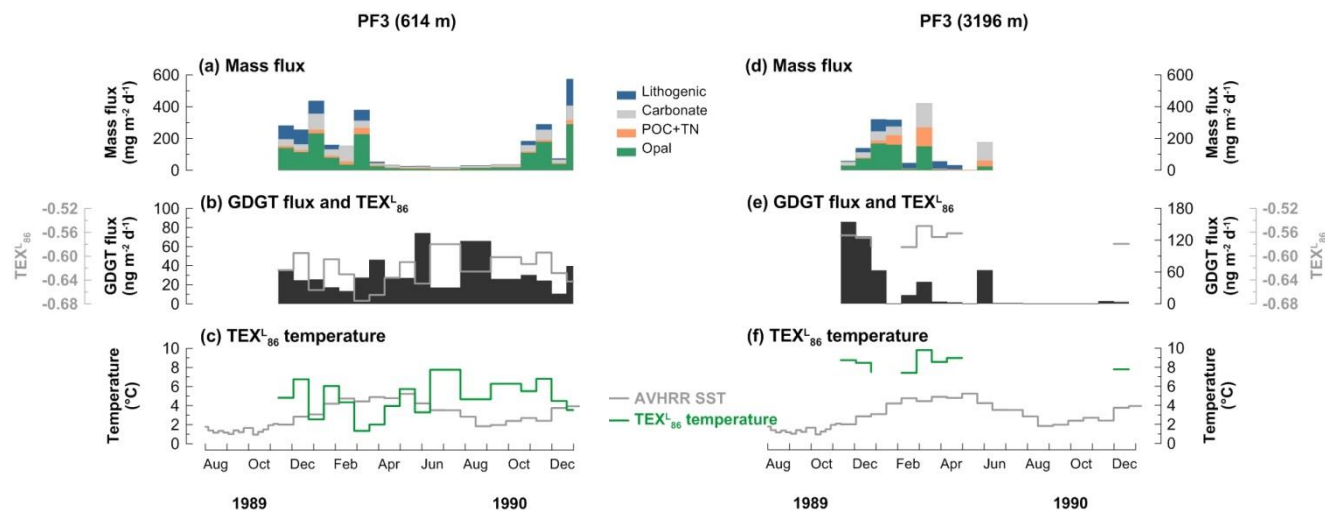 PF3 (614 m)
PF3 (3196 m)
(a) Mass flux
Mass flux
(mg m⁻² d⁻¹)
600
400
200
0
Lithogenic
Carbonate
POC+TN
Opal
(d) Mass flux
600
400
200
0
Mass flux
(mg m⁻² d⁻¹)
(b) GDGT flux and TEXᴸ₈₆
TEXᴸ₈₆
-0.52
-0.56
-0.60
-0.64
-0.68
GDGT flux
(ng m⁻² d⁻¹)
100
80
60
40
20
0
(e) GDGT flux and TEXᴸ₈₆
180
120
60
0
GDGT flux
(ng m⁻² d⁻¹)
-0.52
-0.56
-0.60
-0.64
-0.68
TEXᴸ₈₆
(c) TEXᴸ₈₆ temperature
Temperature
(°C)
10
8
6
4
2
0
AVHRR SST
TEXᴸ₈₆ temperature
(f) TEXᴸ₈₆ temperature
10
8
6
4
2
0
Temperature
(°C)
Aug Oct Dec Feb Apr Jun Aug Oct Dec
Aug Oct Dec Feb Apr Jun Aug Oct Dec
1989 1990
1989 1990